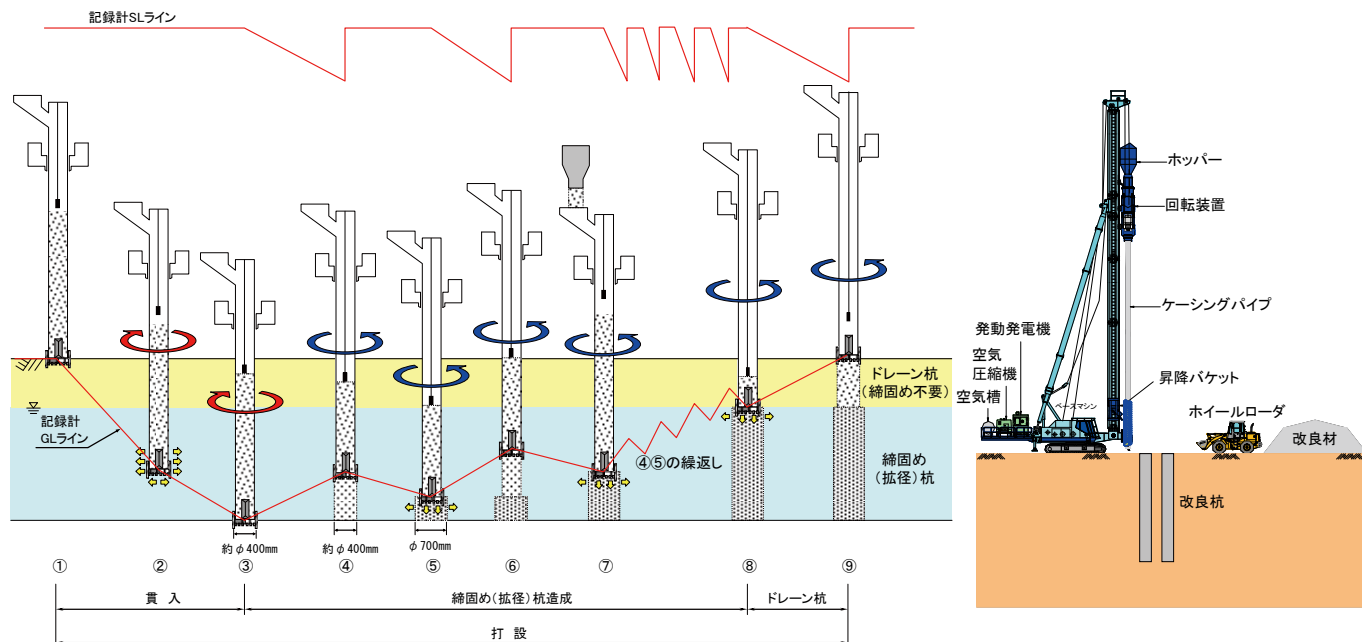 記録計SLライン
ドレーン杭
(締固め不要)
記録計
GLライン
④⑤の繰返し
締固め
(拡径)杭
約φ400mm
約φ400mm
φ700mm
①
②
③
④
⑤
⑥
⑦
⑧
⑨
貫入
締固め(拡径)杭造成
ドレーン杭
打設
ホッパー
回転装置
ケーシングパイプ
発動発電機
空気
圧縮機
空気槽
ベースマシン
昇降バケット
ホイールローダ
改良材
改良杭